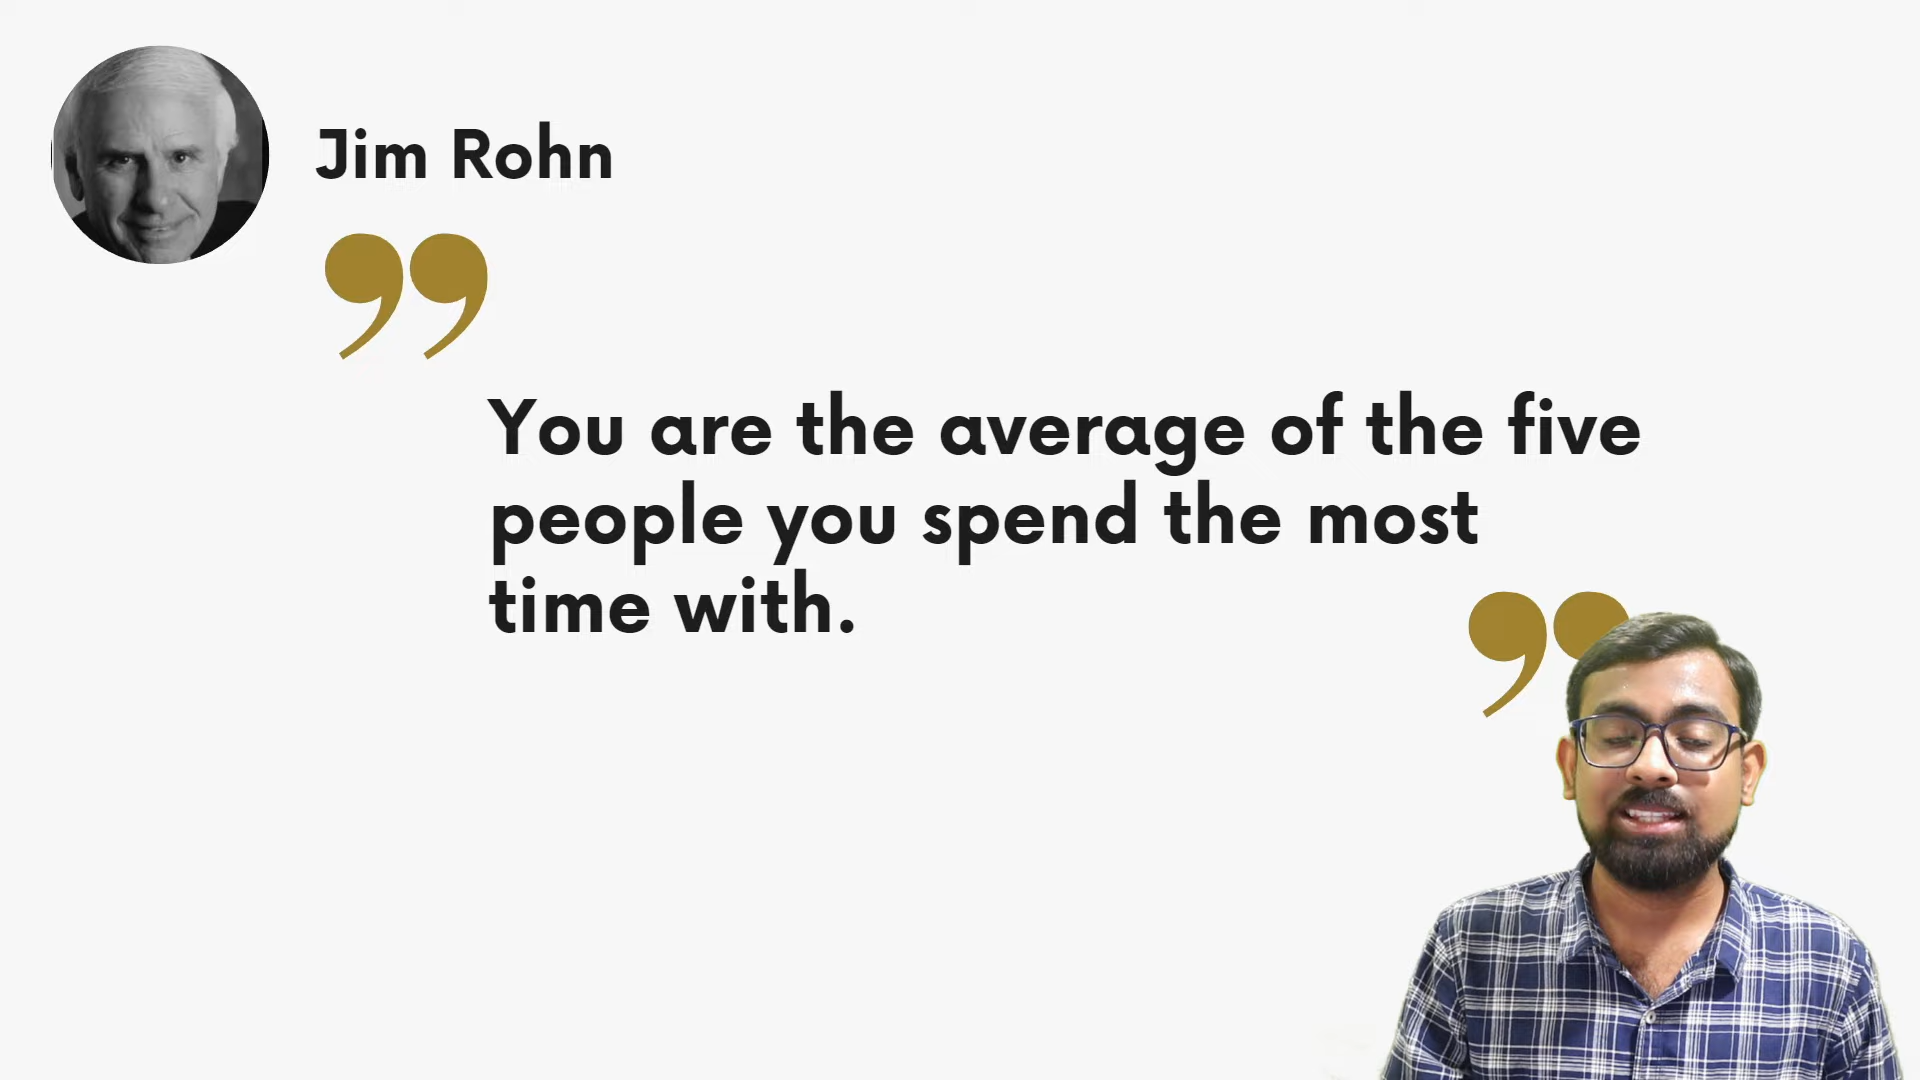 Jim Rohn
”
You are the average of the five
people you spend the most
time with.
”